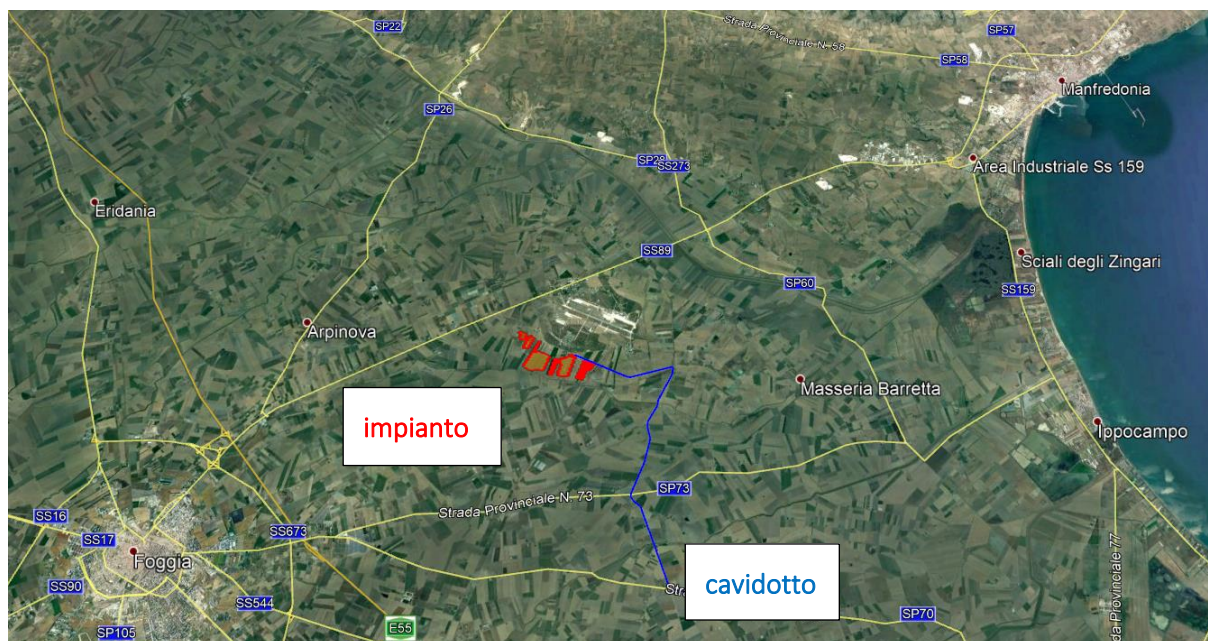 SP22
Strada Provinciale N. 58
SP57
SP58
Manfredonia
SP26
SP28
SS273
Area Industriale Ss 159
Eridania
SS89
Sciali degli Zingari
SP60
SS159
Arpinova
Masseria Barretta
impianto
Ippocampo
SP73
Strada Provinciale N. 73
SS16
SS673
SS17
Foggia
SS90
cavidotto
SS544
SP70
SP105
E55
Strada Provinciale 77